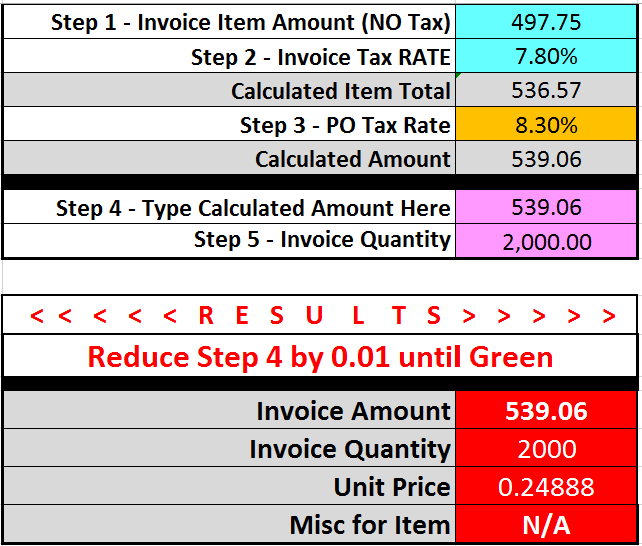 Step 1 - Invoice Item Amount (NO Tax) 497.75
Step 2 - Invoice Tax RATE 7.80%
Calculated Item Total 536.57
Step 3 - PO Tax Rate 8.30%
Calculated Amount 539.06
Step 4 - Type Calculated Amount Here 539.06
Step 5 - Invoice Quantity 2,000.00
< < < < < R E S U L T S > > > > >
Reduce Step 4 by 0.01 until Green
Invoice Amount 539.06
Invoice Quantity 2000
Unit Price 0.24888
Misc for Item N/A